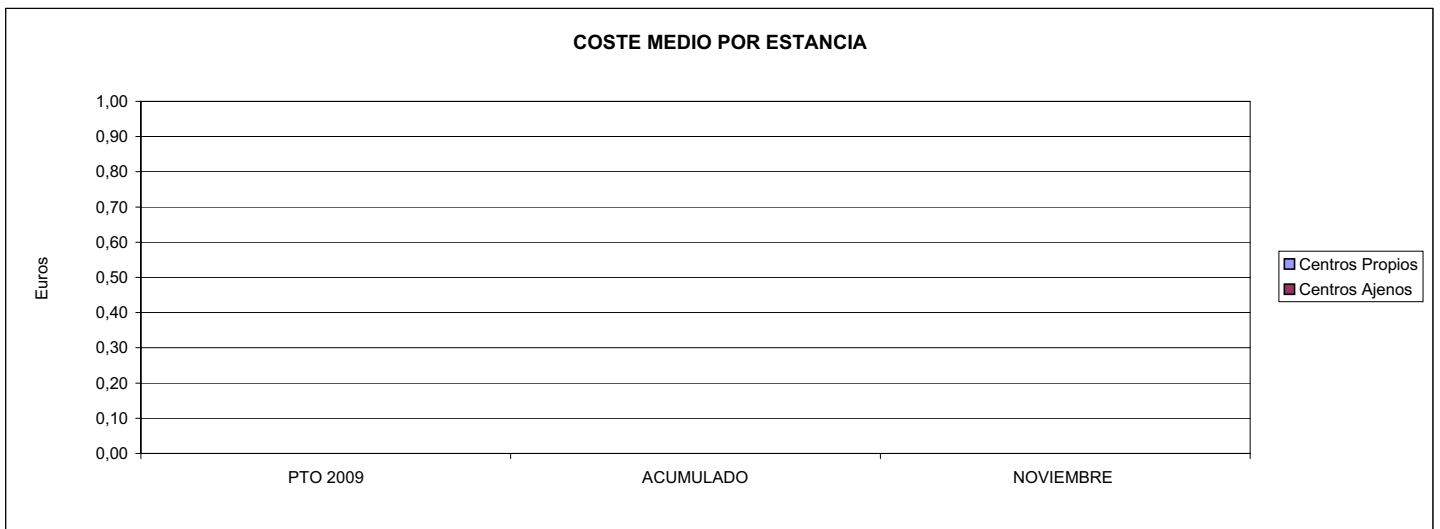 COSTE MEDIO POR ESTANCIA
1,00
0,90
0,80
0,70
0,60
0,50
0,40
0,30
0,20
0,10
0,00
Euros
PTO 2009
ACUMULADO
NOVIEMBRE
Centros Propios
Centros Ajenos